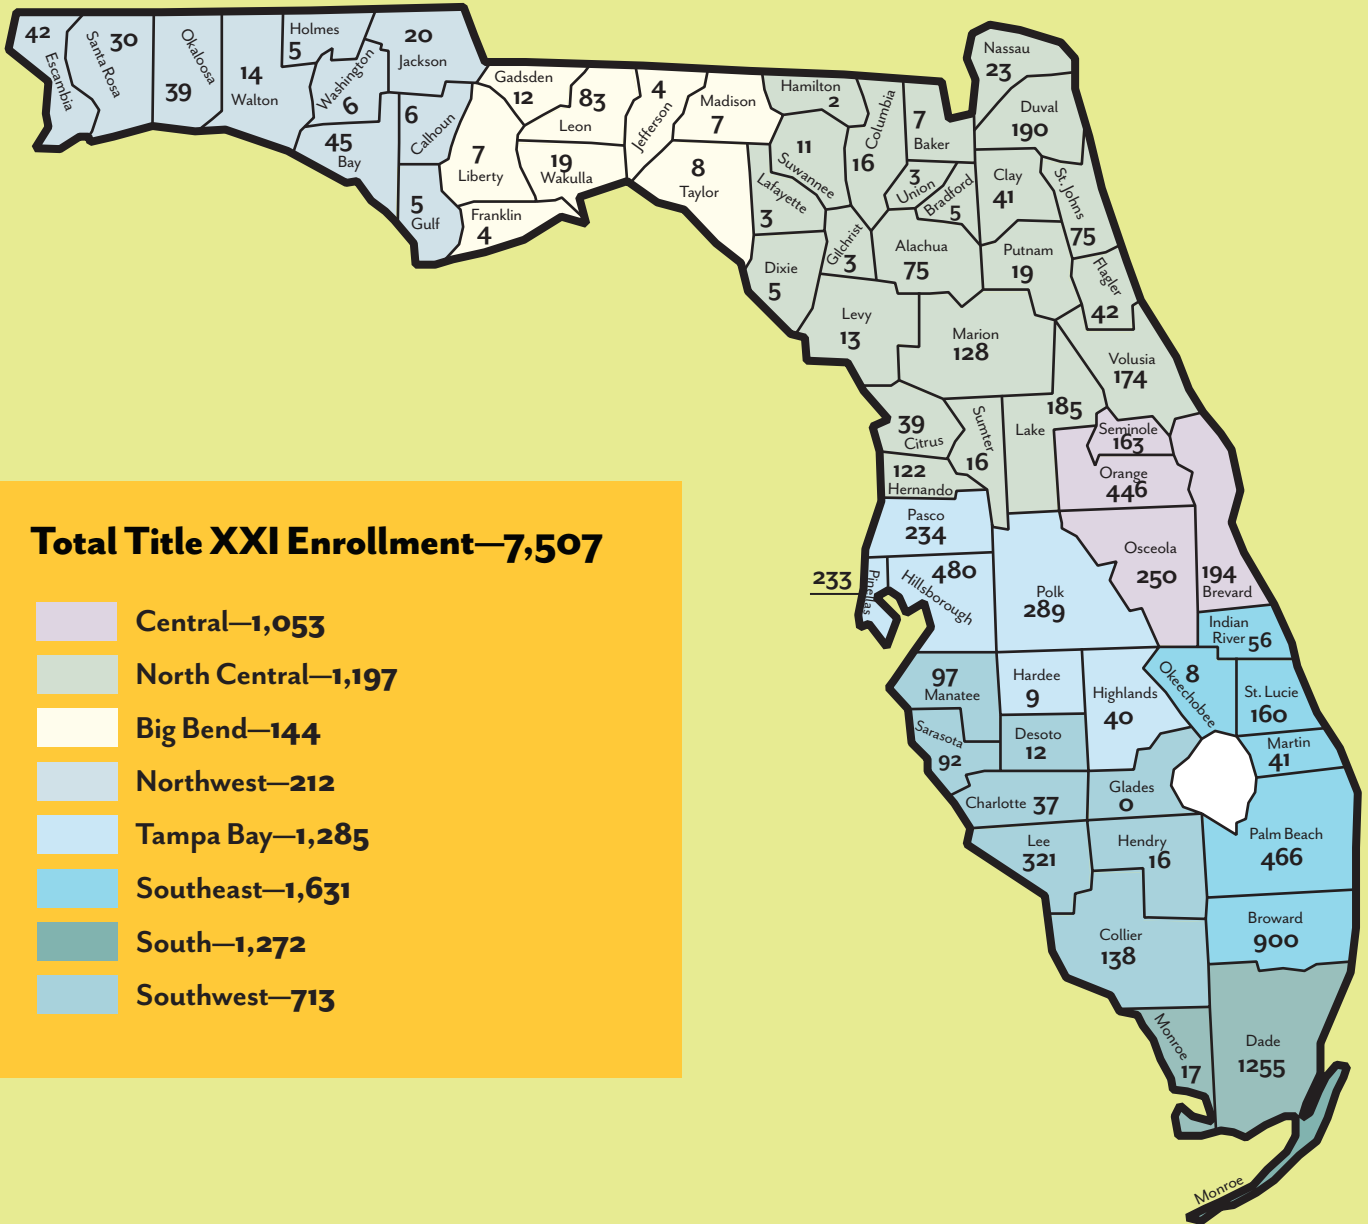 42
Escambia
30
Santa Rosa
Okaloosa
39
14
Walton
Holmes
5
Washington
6
20
Jackson
45
Bay
6
Calhoun
5
Gulf
Gadsden
12
83
Leon
4
Jefferson
Madison
7
7
Liberty
19
Wakulla
Franklin
4
8
Taylor
Hamilton
2
11
Suwannee
Lafayette
3
Columbia
16
7
Baker
Nassau
23
Duval
190
3
Union
Bradford
5
Clay
41
St. Johns
75
Dixie
5
Gilchrist
3
Alachua
75
Putnam
19
Flagler
42
Levy
13
Marion
128
Volusia
174
39
Citrus
Sumter
16
185
Lake
122
Hernando
Seminole
163
Orange
446
Pasco
234
Osceola
250
194
Brevard
233
Pinellas
480
Hillsborough
Polk
289
Indian
River 56
97
Manatee
Hardee
9
Highlands
40
8
Okeechobee
St. Lucie
160
Sarasota
92
Desoto
12
Martin
41
Charlotte 37
Glades
0
Lee
321
Hendry
16
Palm Beach
466
Collier
138
Broward
900
Monroe
17
Dade
1255
Monroe
Total Title XXI Enrollment—7,507
Central—1,053
North Central—1,197
Big Bend—144
Northwest—212
Tampa Bay—1,285
Southeast—1,631
South—1,272
Southwest—713